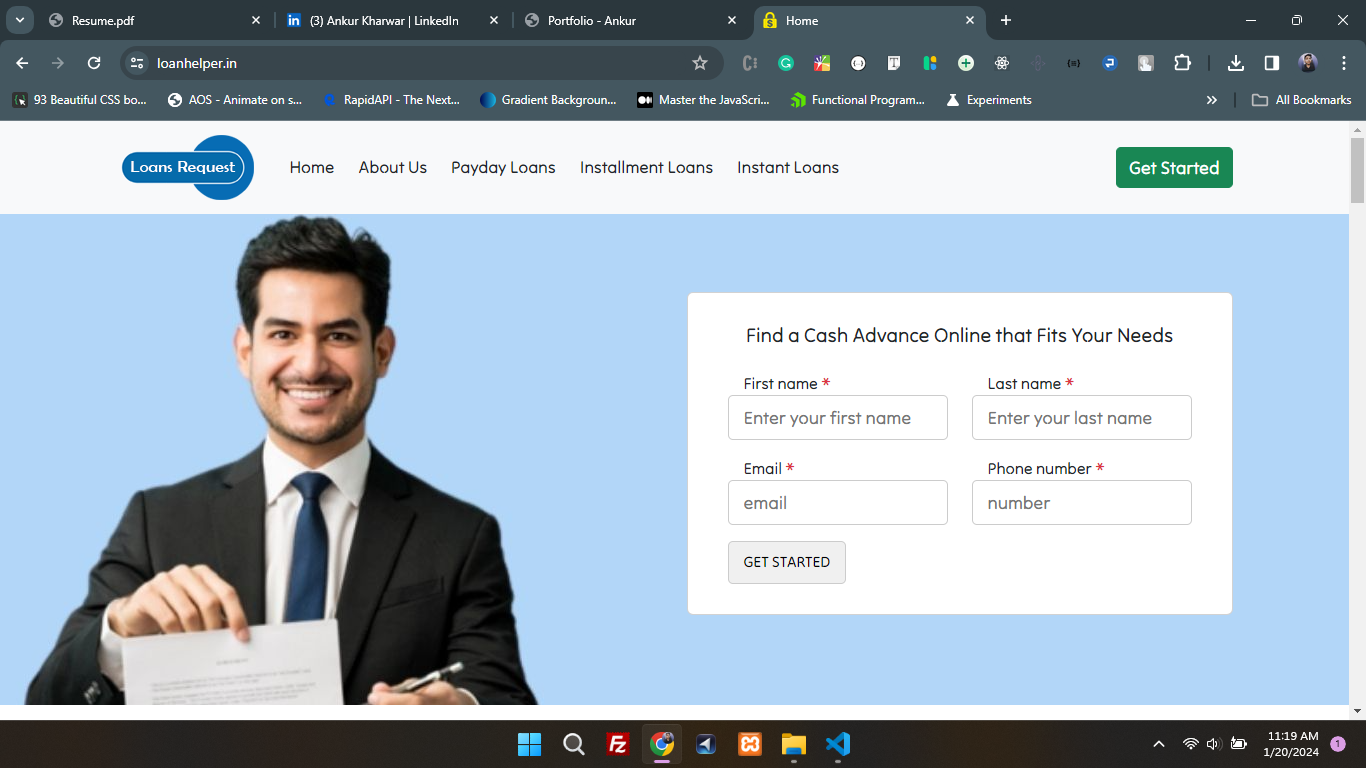 Resume.pdf
(3) Ankur Kharwar | LinkedIn
Portfolio - Ankur
Home
loanhelper.in
93 Beautiful CSS bo...
AOS - Animate on s...
RapidAPI - The Next...
Gradient Backgroun...
Master the JavaScri...
Functional Program...
Experiments
All Bookmarks
Loans Request
Home
About Us
Payday Loans
Installment Loans
Instant Loans
Get Started
Find a Cash Advance Online that Fits Your Needs
First name *
Last name *
Enter your first name
Enter your last name
Email *
Phone number *
email
number
GET STARTED
11:19 AM
1/20/2024
1